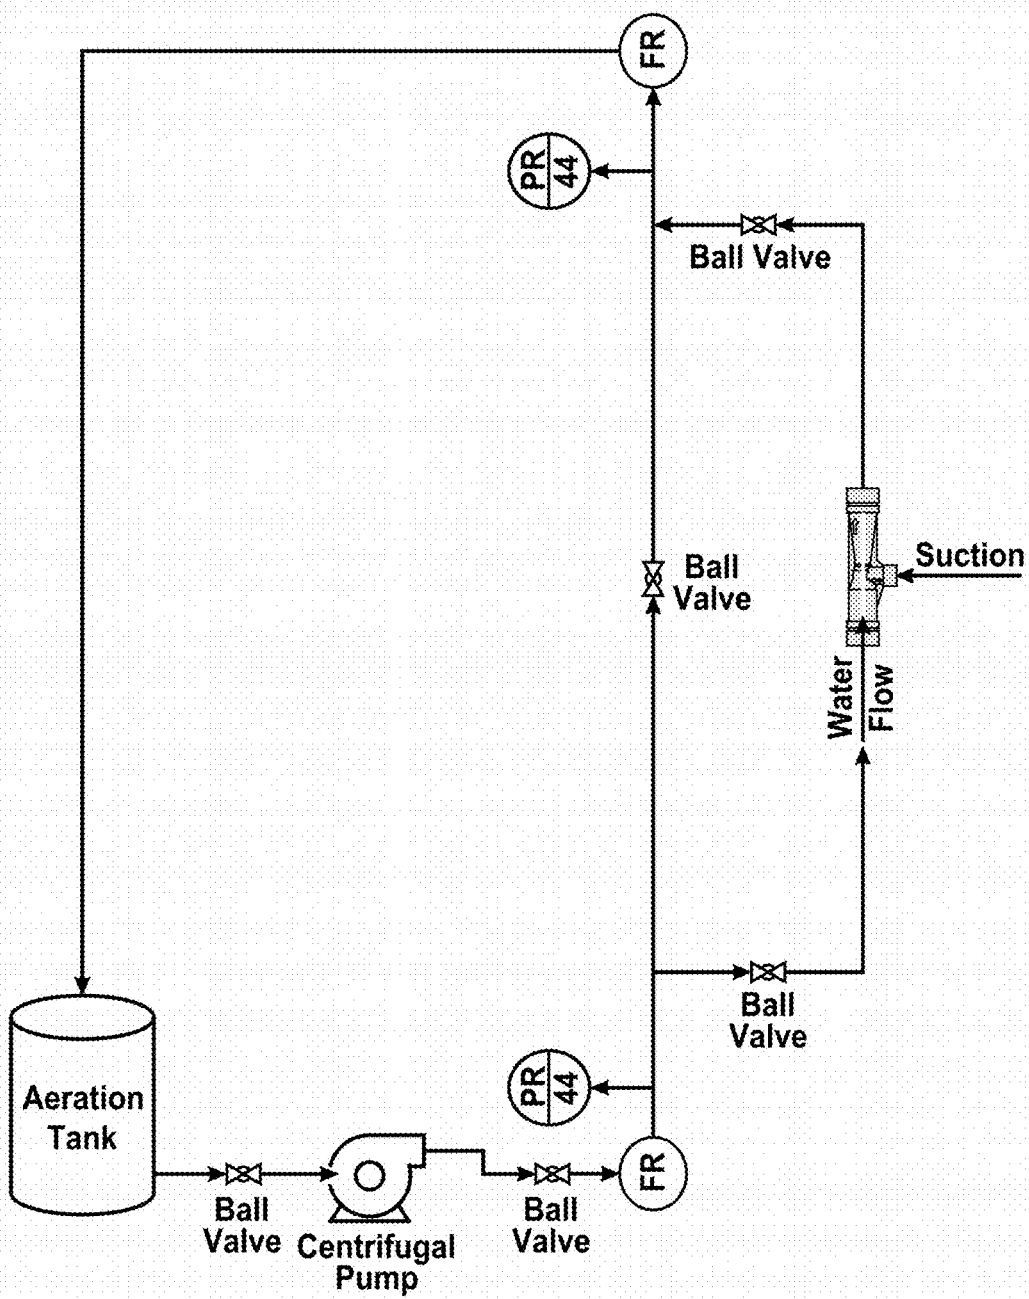 FR
PR
44
Ball Valve
Suction
Ball
Valve
Water
Flow
Ball
Valve
PR
44
Aeration
Tank
FR
Ball
Valve
Centrifugal
Pump
Ball
Valve